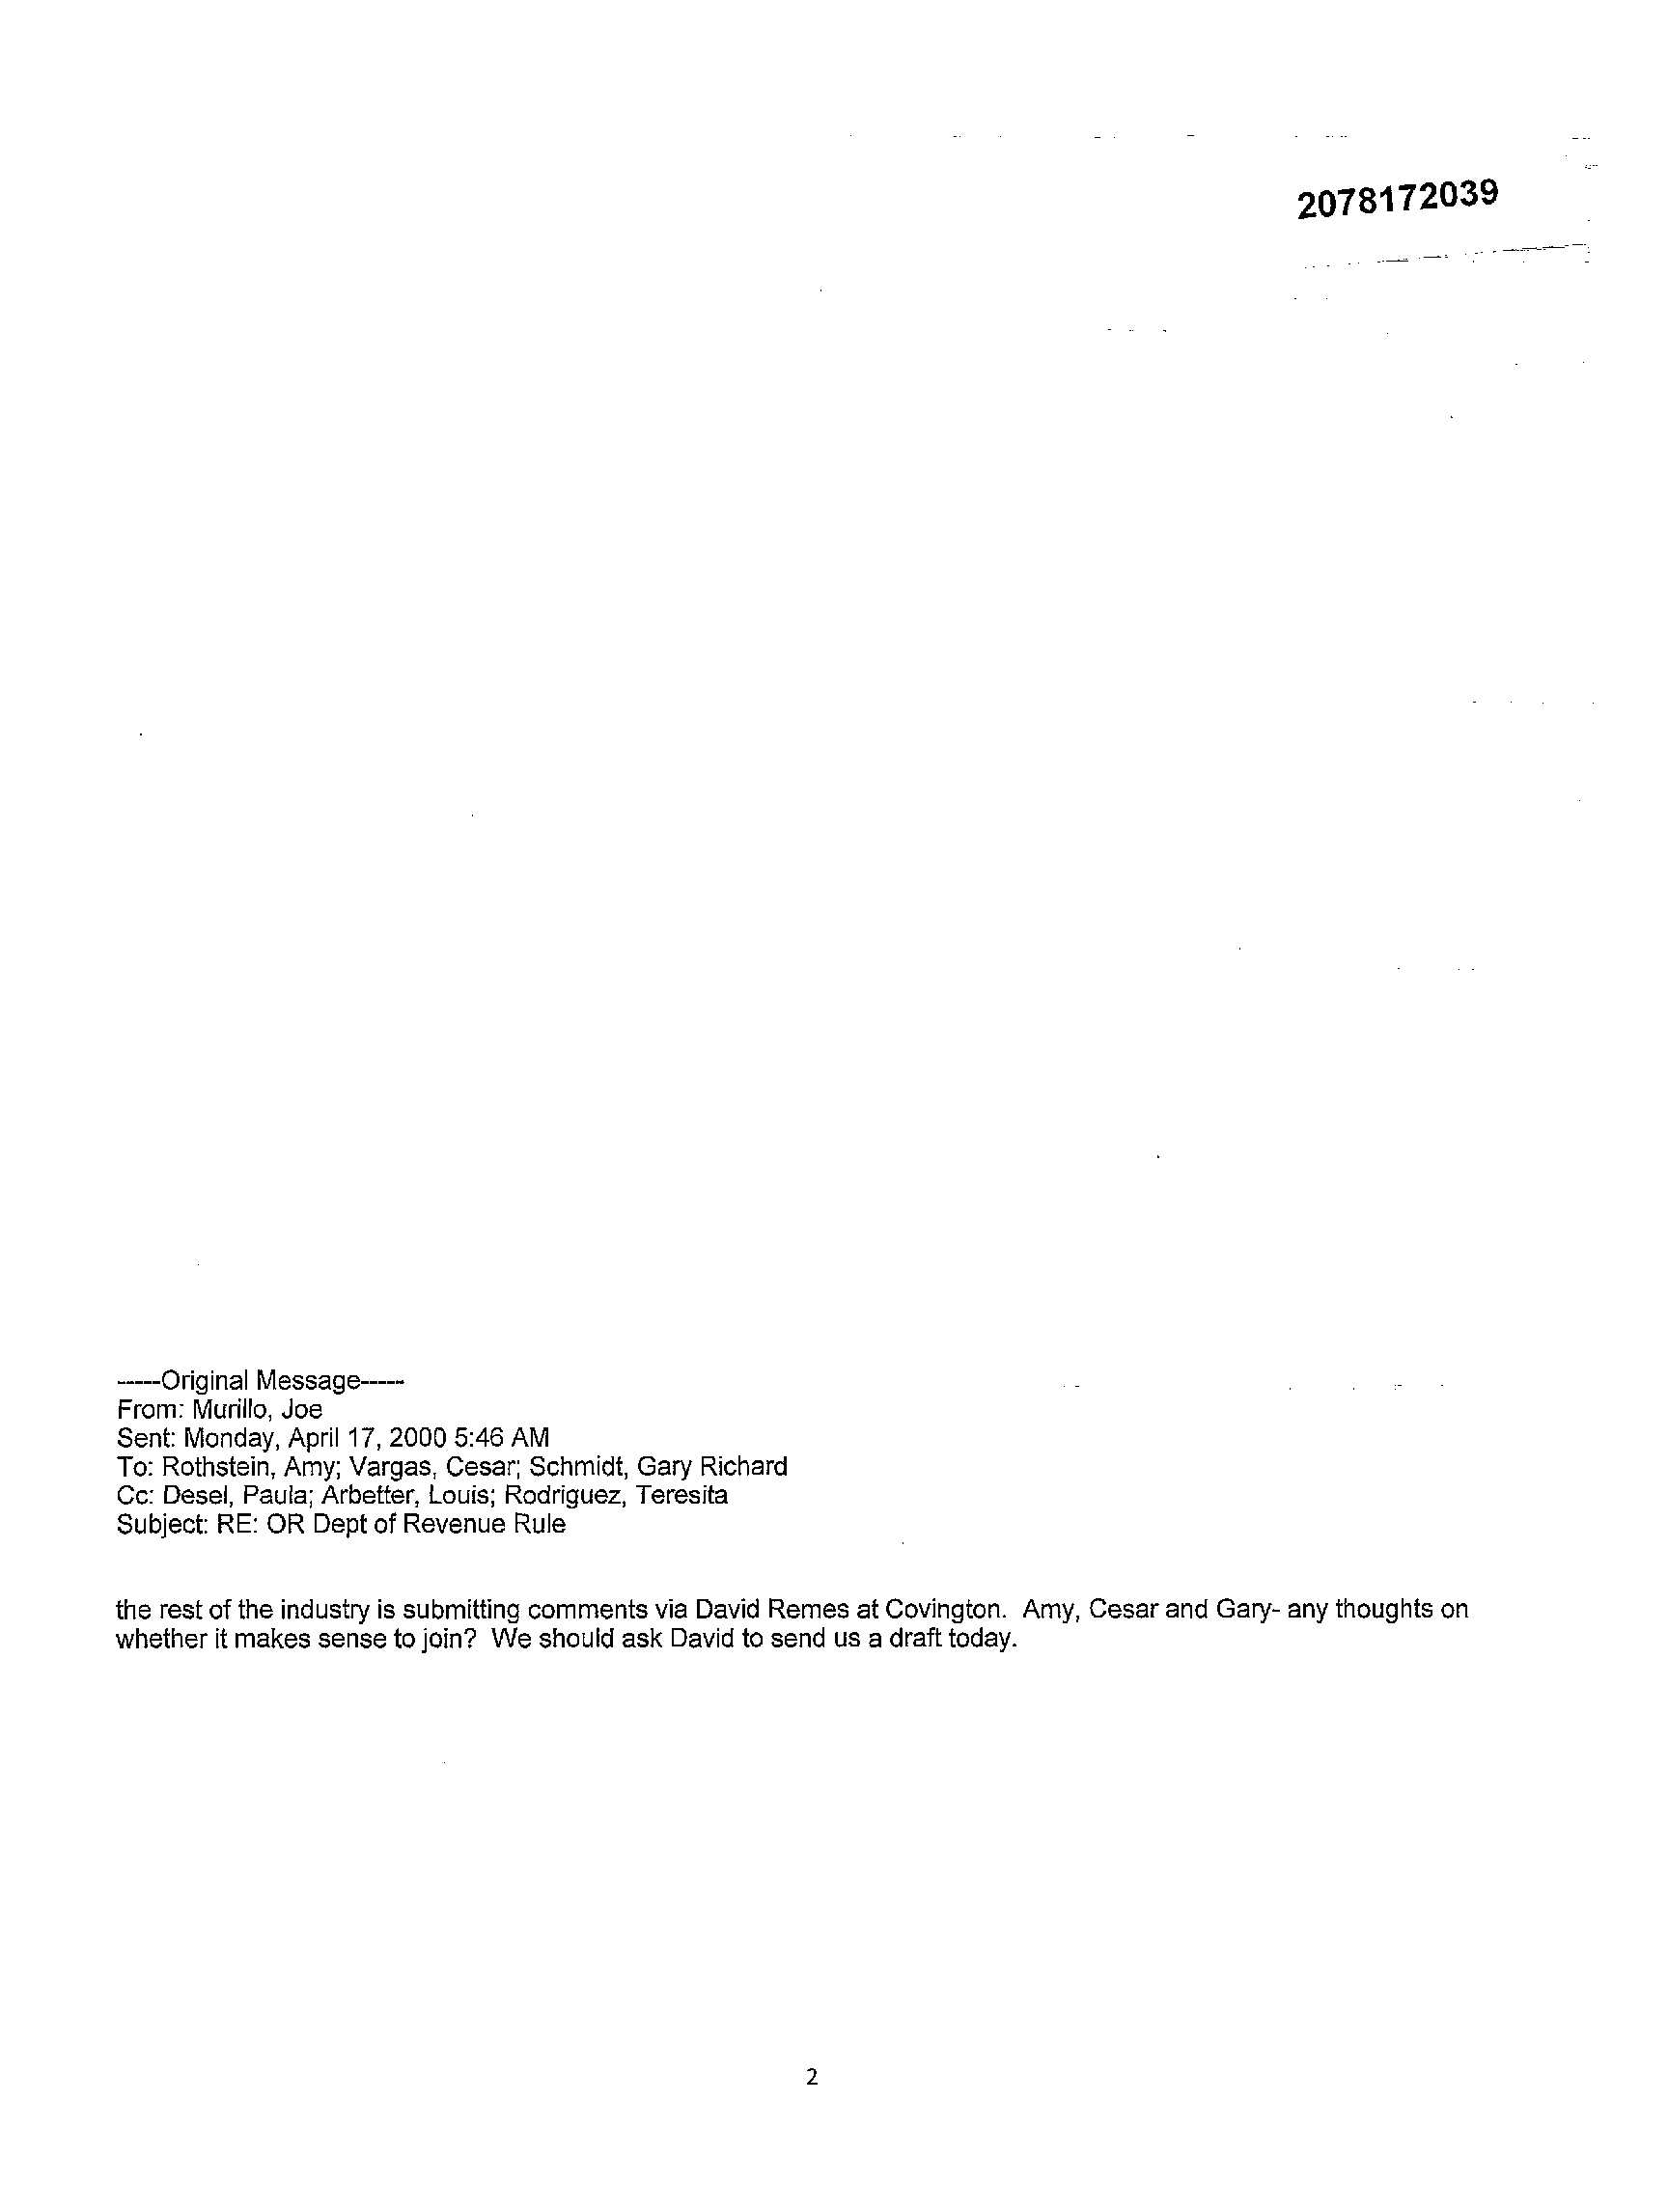 2078172039
-----Original Message-----
From: Murillo, Joe
Sent: Monday, April 17, 2000 5:46 AM
To: Rothstein, Amy; Vargas, Cesar; Schmidt, Gary Richard
Cc: Desel, Paula; Arbetter, Louis; Rodriguez, Teresita
Subject: RE: OR Dept of Revenue Rule
the rest of the industry is submitting comments via David Remes at Covington.  Amy, Cesar and Gary- any thoughts on
whether it makes sense to join?  We should ask David to send us a draft today.
2